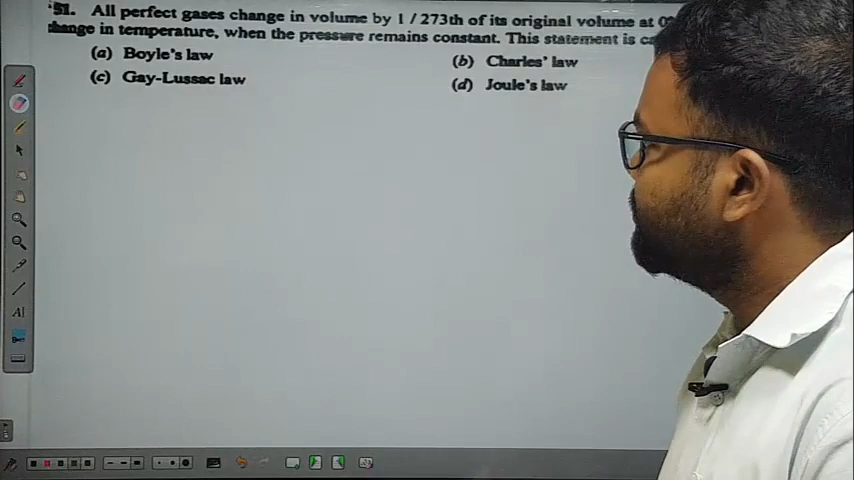 51. All perfect gases change in volume by 1 / 273th of its original volume at
change in temperature, when the pressure remains constant. This statement is
(a) Boyle's law
(b) Charles' law
(c) Gay-Lussac law
(d) Joule's law
A